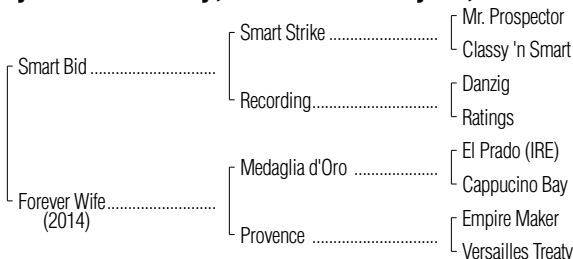 Mr. Prospector
Smart Strike ..............................
Classy 'n Smart
Smart Bid ..................................
Danzig
Recording..................................
Ratings
El Prado (IRE)
Medaglia d'Oro .......................
Cappucino Bay
Forever Wife..............................
(2014)
Empire Maker
Provence ..................................
Versailles Treaty